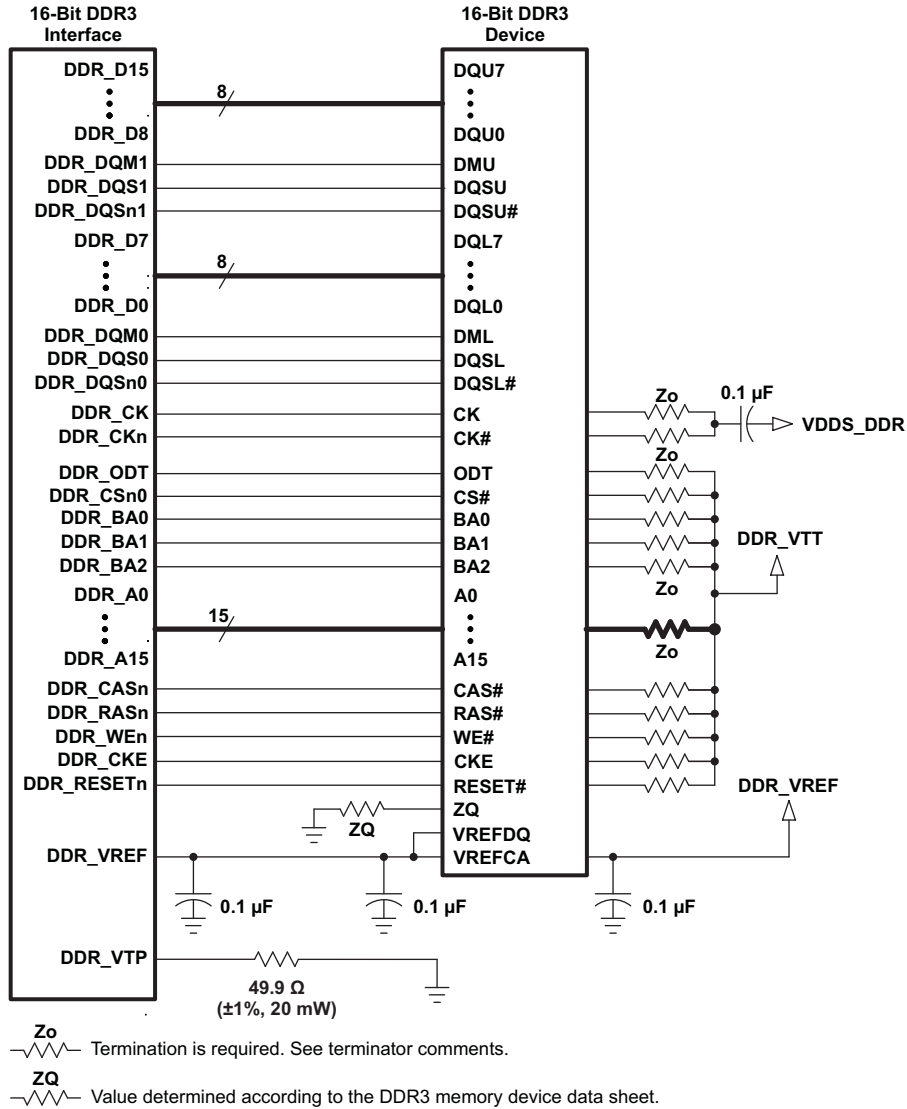 16-Bit DDR3
Interface
16-Bit DDR3
Device
DDR_D15
8
DQU7
DDR_D8
DQU0
DDR_DQM1
DMU
DDR_DQS1
DQSU
DDR_DQSn1
DQSU#
DDR_D7
8
DQL7
DDR_D0
DQL0
DDR_DQM0
DML
DDR_DQS0
DQSL
DDR_DQSn0
DQSL#
Zo
0.1 µF
DDR_CK
CK
VDDS_DDR
DDR_CKn
CK#
Zo
DDR_ODT
ODT
DDR_CSn0
CS#
DDR_BA0
BA0
DDR_BA1
BA1
DDR_VTT
DDR_BA2
BA2
Zo
DDR_A0
A0
15
Zo
DDR_A15
A15
DDR_CASn
CAS#
DDR_RASn
RAS#
DDR_WEn
WE#
DDR_CKE
CKE
DDR_RESETn
RESET#
DDR_VREF
ZQ
ZQ
VREFDQ
DDR_VREF
VREFCA
0.1 µF
0.1 µF
0.1 µF
DDR_VTP
49.9 Ω
(±1%, 20 mW)
Zo
Termination is required. See terminator comments.
ZQ
Value determined according to the DDR3 memory device data sheet.